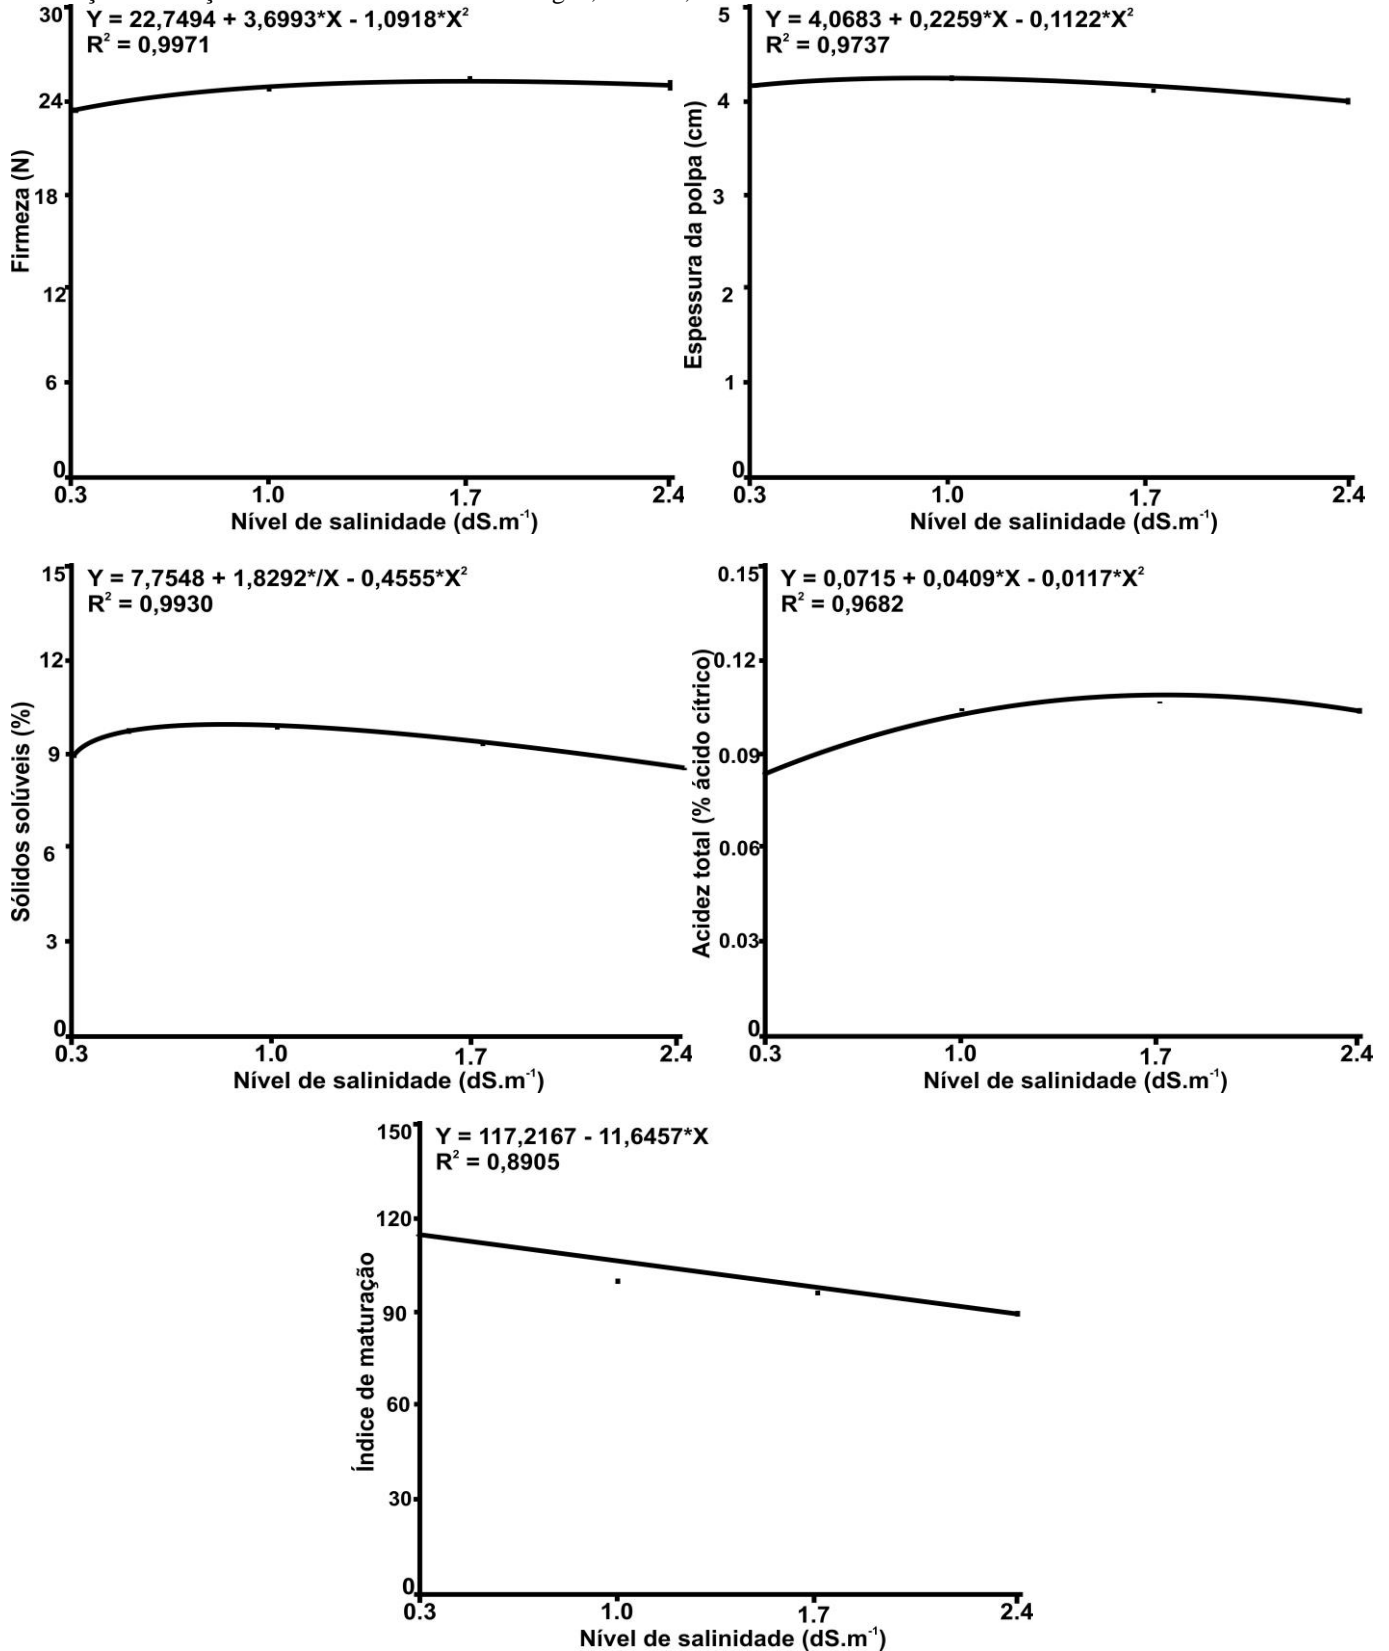 Y = 22,7494 + 3,6993*X - 1,0918*X²
R² = 0,9971
30
24
18
12
6
0
Firmeza (N)
0.3 1.0 1.7 2.4
Nível de salinidade (dS.m⁻¹)
Y = 4,0683 + 0,2259*X - 0,1122*X²
R² = 0,9737
5
4
3
2
1
0
Espessura da polpa (cm)
0.3 1.0 1.7 2.4
Nível de salinidade (dS.m⁻¹)
Y = 7,7548 + 1,8292*/X - 0,4555*X²
R² = 0,9930
15
12
9
6
3
0
Sólidos solúveis (%)
0.3 1.0 1.7 2.4
Nível de salinidade (dS.m⁻¹)
Y = 0,0715 + 0,0409*X - 0,0117*X²
R² = 0,9682
0.15
0.12
0.09
0.06
0.03
0
Acidez total (% ácido cítrico)
0.3 1.0 1.7 2.4
Nível de salinidade (dS.m⁻¹)
Y = 117,2167 - 11,6457*X
R² = 0,8905
150
120
90
60
30
0
Índice de maturação
0.3 1.0 1.7 2.4
Nível de salinidade (dS.m⁻¹)